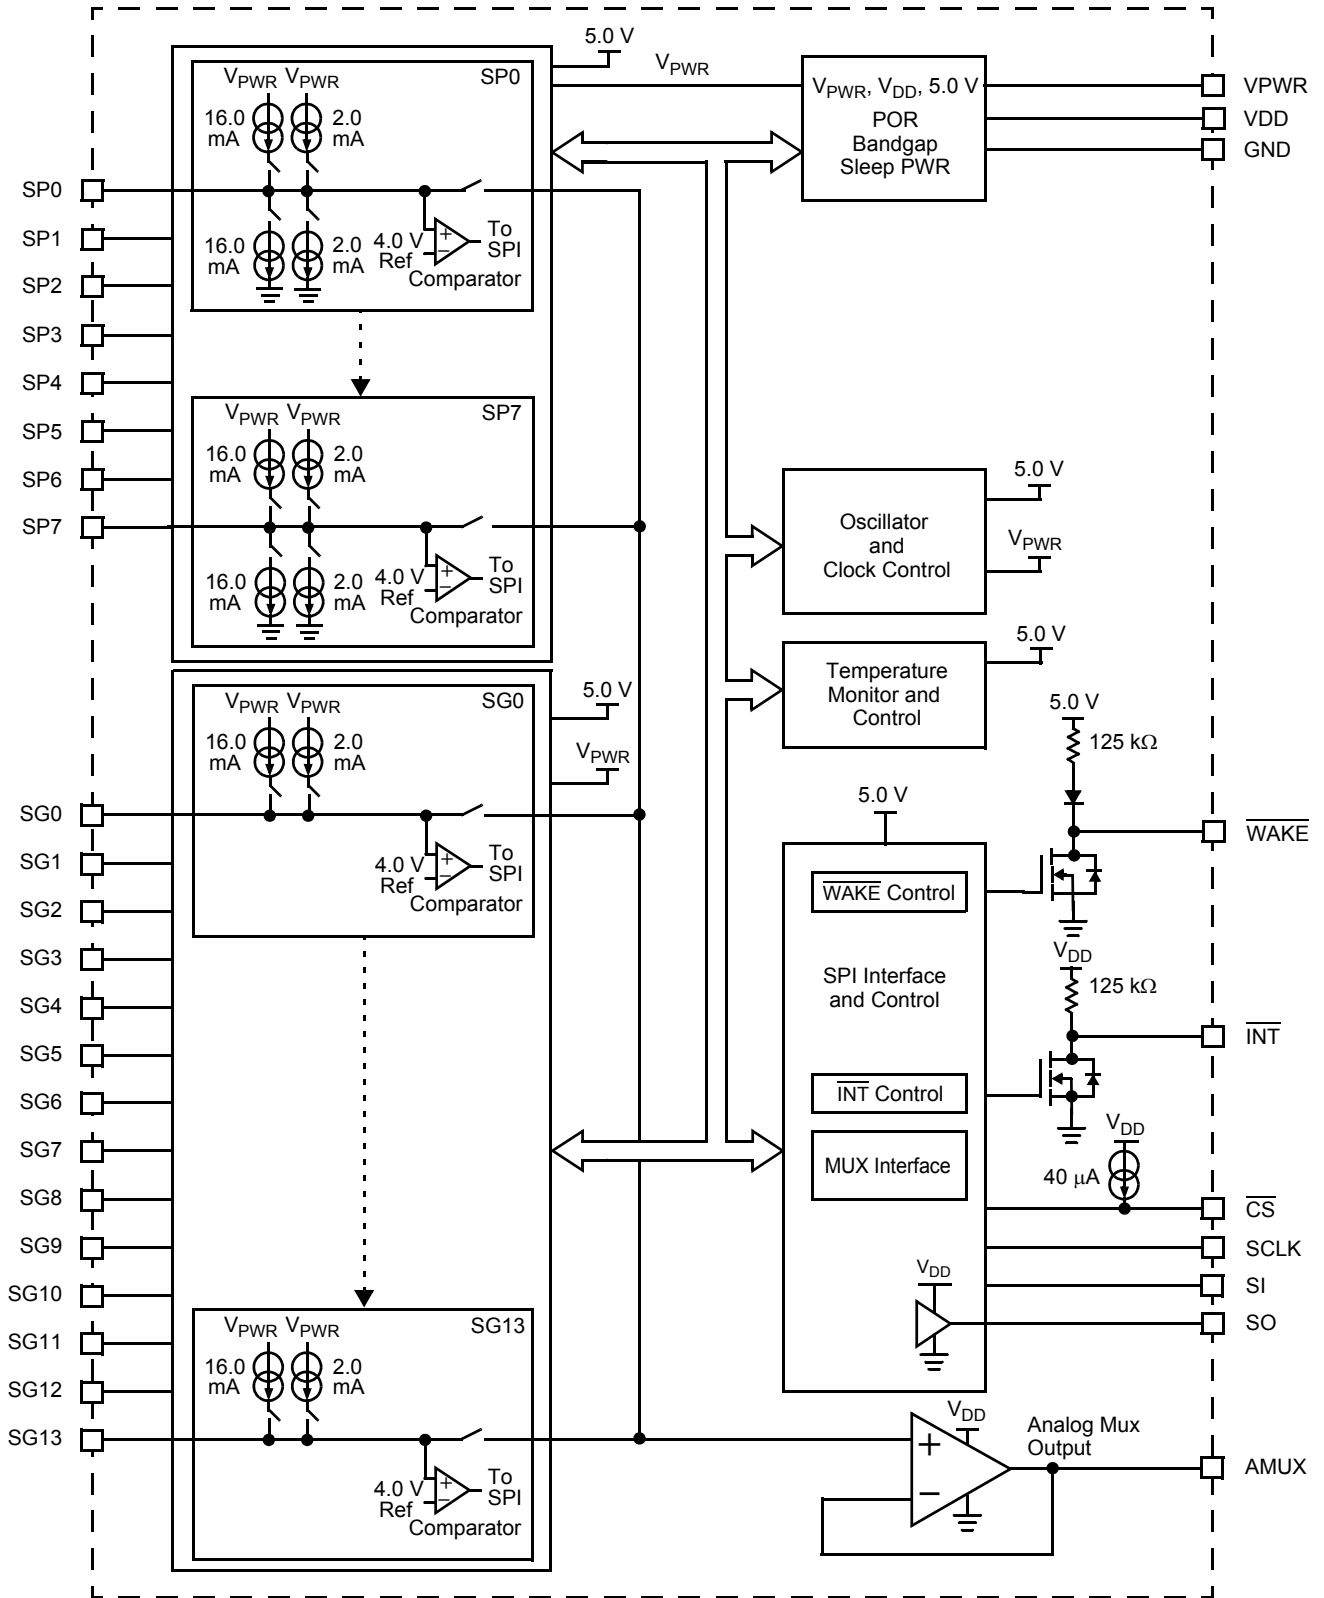 5.0 V
VPWR
VPWR VPWR SP0
16.0 mA
2.0 mA
16.0 mA
2.0 mA
4.0 V Ref
+
−
To SPI
Comparator
VPWR, VDD, 5.0 V
POR
Bandgap
Sleep PWR
VPWR
VDD
GND
SP0
SP1
SP2
SP3
SP4
SP5
SP6
SP7
VPWR VPWR SP7
16.0 mA
2.0 mA
16.0 mA
2.0 mA
4.0 V Ref
+
−
To SPI
Comparator
Oscillator
and
Clock Control
5.0 V
VPWR
Temperature
Monitor and
Control
5.0 V
VPWR VPWR SG0
16.0 mA
2.0 mA
4.0 V Ref
+
−
To SPI
Comparator
5.0 V
VPWR
SG0
SG1
SG2
SG3
SG4
SG5
SG6
SG7
SG8
SG9
SG10
SG11
SG12
SG13
5.0 V
WAKE Control
SPI Interface
and Control
INT Control
MUX Interface
5.0 V
125 kΩ
WAKE
VDD
125 kΩ
INT
VDD
40 μA
CS
SCLK
SI
SO
VDD
VPWR VPWR SG13
16.0 mA
2.0 mA
4.0 V Ref
+
−
To SPI
Comparator
VDD
+
−
Analog Mux
Output
AMUX